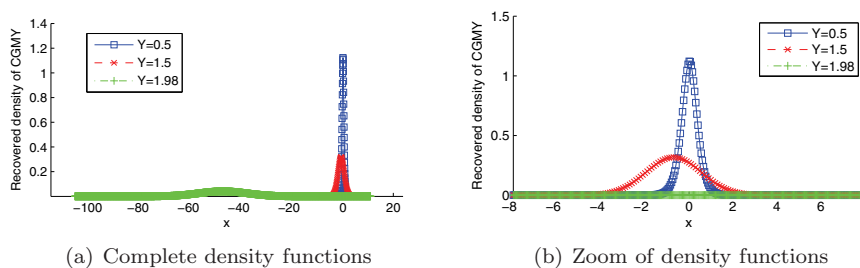 Recovered density of CGMY
1.4
1.2
1
0.8
0.6
0.4
0.2
−100 −80 −60 −40 −20 0 20
x
Y=0.5
Y=1.5
Y=1.98
(a) Complete density functions
Recovered density of CGMY
1.5
1
0.5
0
−8 −6 −4 −2 0 2 4 6
x
Y=0.5
Y=1.5
Y=1.98
(b) Zoom of density functions